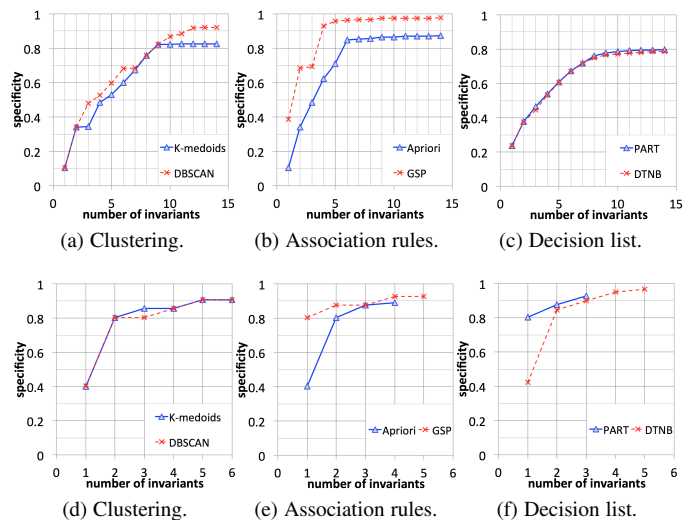 specificity
1
0.8
0.6
0.4
0.2
0
K-medoids
DBSCAN
0 5 10 15
number of invariants
(a) Clustering.
specificity
1
0.8
0.6
0.4
0.2
0
Apriori
GSP
0 5 10 15
number of invariants
(b) Association rules.
specificity
1
0.8
0.6
0.4
0.2
0
PART
DTNB
0 5 10 15
number of invariants
(c) Decision list.
specificity
1
0.8
0.6
0.4
0.2
0
K-medoids
DBSCAN
0 1 2 3 4 5 6
number of invariants
(d) Clustering.
specificity
1
0.8
0.6
0.4
0.2
0
Apriori GSP
0 1 2 3 4 5 6
number of invariants
(e) Association rules.
specificity
1
0.8
0.6
0.4
0.2
0
PART DTNB
0 1 2 3 4 5 6
number of invariants
(f) Decision list.